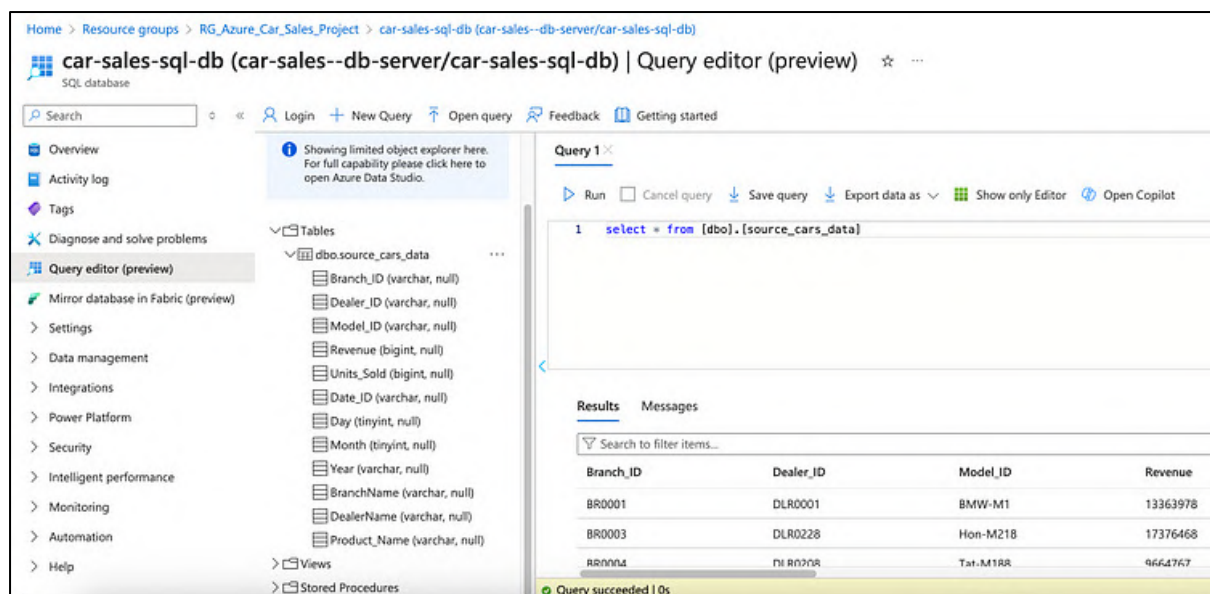 Home > Resource groups > RG_Azure_Car_Sales_Project > car-sales-sql-db (car-sales--db-server/car-sales-sql-db)
car-sales-sql-db (car-sales--db-server/car-sales-sql-db) | Query editor (preview)
SQL database
Search
Login
New Query
Open query
Feedback
Getting started
Overview
Activity log
Tags
Diagnose and solve problems
Query editor (preview)
Mirror database in Fabric (preview)
Settings
Data management
Integrations
Power Platform
Security
Intelligent performance
Monitoring
Automation
Help
Showing limited object explorer here.
For full capability please click here to
open Azure Data Studio.
Tables
dbo.source_cars_data
Branch_ID (varchar, null)
Dealer_ID (varchar, null)
Model_ID (varchar, null)
Revenue (bigint, null)
Units_Sold (bigint, null)
Date_ID (varchar, null)
Day (tinyint, null)
Month (tinyint, null)
Year (varchar, null)
BranchName (varchar, null)
DealerName (varchar, null)
Product_Name (varchar, null)
Views
Stored Procedures
Query 1
Run
Cancel query
Save query
Export data as
Show only Editor
Open Copilot
1 select * from [dbo].[source_cars_data]
Results Messages
Search to filter items...
Branch_ID Dealer_ID Model_ID Revenue
BR0001 DLR0001 BMW-M1 13363978
BR0003 DLR0228 Hon-M218 17376468
BR0004 DLR0208 Tat-M188 9664767
Query succeeded | 0s